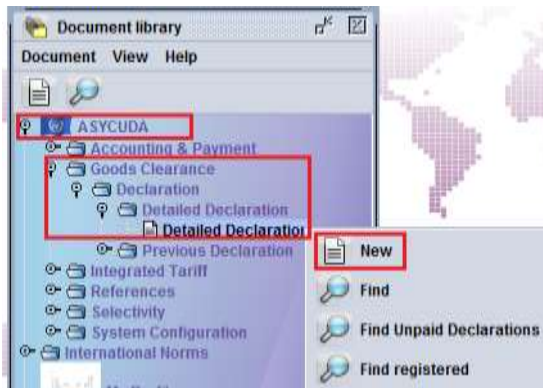 Document library
Document View Help
ASYCUDA
Accounting & Payment
Goods Clearance
Declaration
Detailed Declaration
Detailed Declaration
Previous Declaration
Integrated Tariff
References
Selectivity
System Configuration
International Norms
New
Find
Find Unpaid Declarations
Find registered